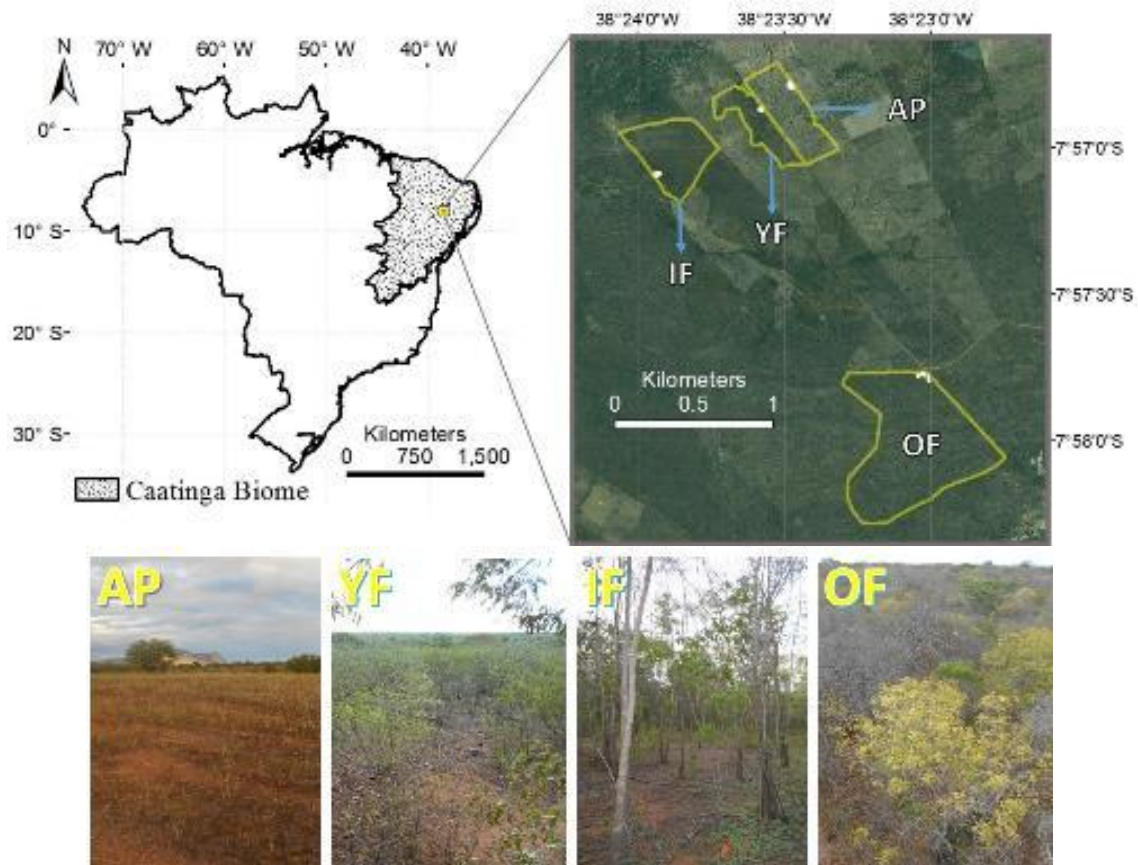 N
70° W
60° W
50° W
40° W
0°
10° S
20° S
30° S
Kilometers
0 750 1,500
Caatinga Biome
38°24'0"W
38°23'30"W
38°23'0"W
7°57'0"S
7°57'30"S
7°58'0"S
AP
YF
IF
Kilometers
0 0.5 1
OF
AP
YF
IF
OF